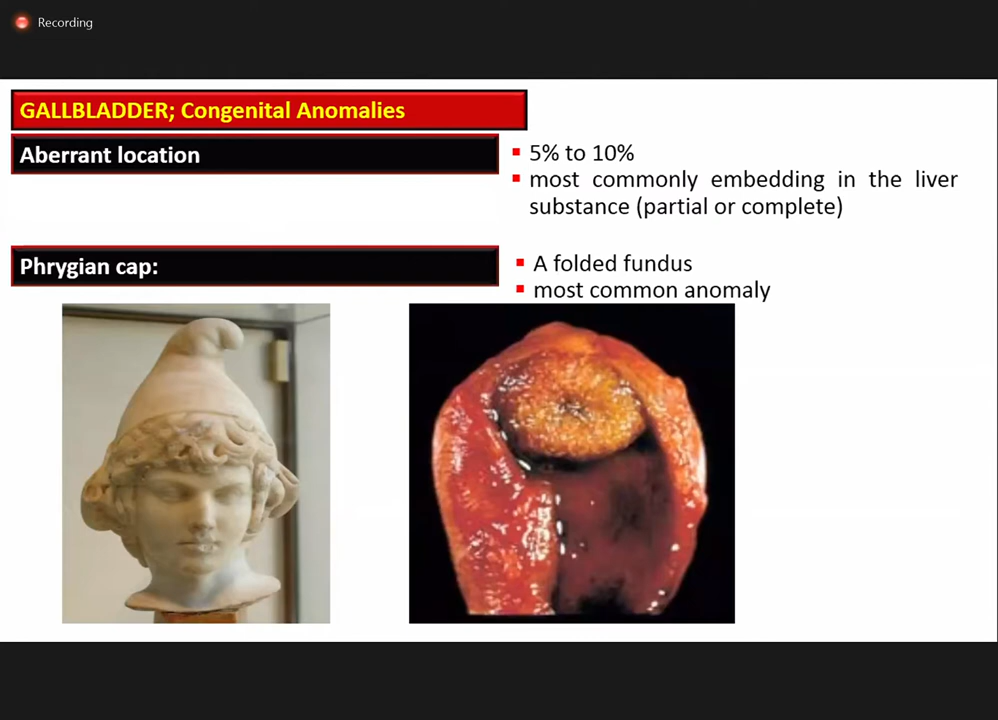 Recording
GALLBLADDER; Congenital Anomalies
Aberrant location
▪ 5% to 10%
▪ most commonly embedding in the liver
substance (partial or complete)
Phrygian cap:
▪ A folded fundus
▪ most common anomaly